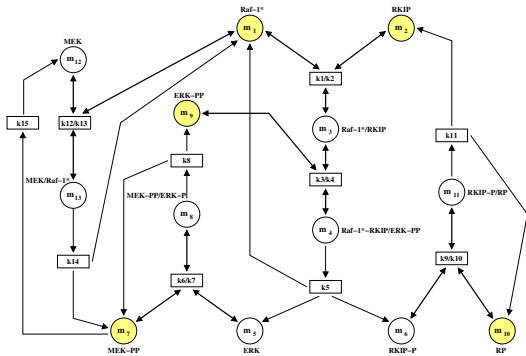 Raf-1* RKIP
MEK m1 m2
m12
k1/k2
ERK-PP
k15 k12/k13 m9 m3 Raf-1*/RKIP k11
k8 k3/k4
MEK/Raf-1* m13 MEK-PP/ERK-P m11 RKIP-P/RP
m8 m4 Raf-1*-RKIP/ERK-PP
k14 k9/k10
k6/k7 k5
m7 m5 m6 m10
MEK-PP ERK RKIP-P RP